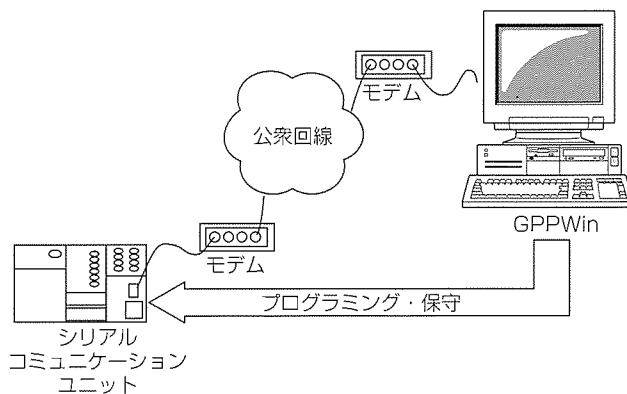 モデム
公衆回線
GPPWin
モデム
プログラミング・保守
シリアル
コミュニケーション
ユニット